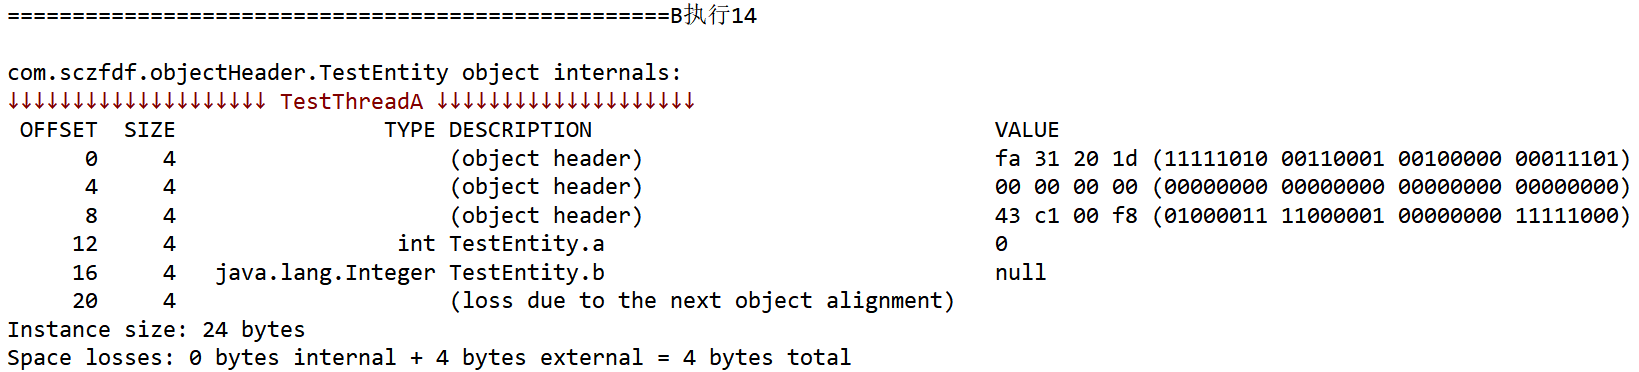 ===================================================B执行14
com.sczfdf.objectHeader.TestEntity object internals:
↓↓↓↓↓↓↓↓↓↓↓↓↓↓↓↓↓↓↓↓ TestThreadA ↓↓↓↓↓↓↓↓↓↓↓↓↓↓↓↓↓↓↓↓
OFFSET SIZE TYPE DESCRIPTION VALUE
0 4 (object header) fa 31 20 1d (11111010 00110001 00100000 00011101)
4 4 (object header) 00 00 00 00 (00000000 00000000 00000000 00000000)
8 4 (object header) 43 c1 00 f8 (01000011 11000001 00000000 11111000)
12 4 int TestEntity.a 0
16 4 java.lang.Integer TestEntity.b null
20 4 (loss due to the next object alignment)
Instance size: 24 bytes
Space losses: 0 bytes internal + 4 bytes external = 4 bytes total